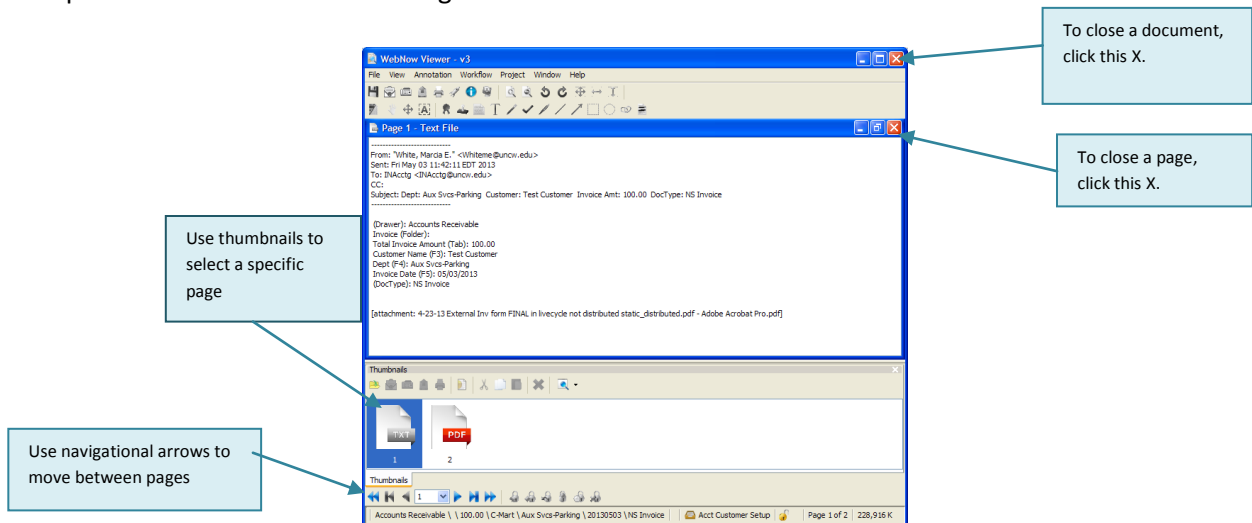 To close a document,
click this X.
WebNow Viewer - v3
File View Annotation Workflow Project Window Help
Page 1 - Text File
----------------------------
From: "White, Marcia E." <Whiteme@uncw.edu>
Sent: Fri May 03 11:42:11 EDT 2013
To: INAcctg <INAcctg@uncw.edu>
CC:
Subject: Dept: Aux Svcs-Parking Customer: Test Customer Invoice Amt: 100.00 DocType: NS Invoice
----------------------------
To close a page,
click this X.
(Drawer): Accounts Receivable
Invoice (Folder):
Total Invoice Amount (Tab): 100.00
Customer Name (F3): Test Customer
Dept (F4): Aux Svcs-Parking
Invoice Date (F5): 05/03/2013
(DocType): NS Invoice
[attachment: 4-23-13 External Inv form FINAL in livecycle not distributed static_distributed.pdf - Adobe Acrobat Pro.pdf]
Use thumbnails to
select a specific
page
Thumbnails
TXT
PDF
1
2
Use navigational arrows to
move between pages
Thumbnails
1
Accounts Receivable \ \ 100.00 \ C-Mart \ Aux Svcs-Parking \ 20130503 \ NS Invoice
Acct Customer Setup
Page 1 of 2
228,916 K